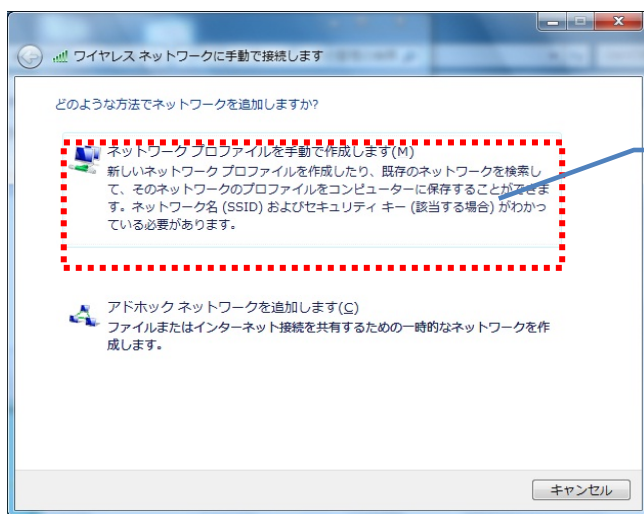 ワイヤレス ネットワークに手動で接続します
どのような方法でネットワークを追加しますか?
ネットワーク プロファイルを手動で作成します(M)
新しいネットワーク プロファイルを作成したり、既存のネットワークを検索し
て、そのネットワークのプロファイルをコンピューターに保存することができま
す。ネットワーク名 (SSID) およびセキュリティ キー (該当する場合) がわかっ
ている必要があります。
アドホック ネットワークを追加します(C)
ファイルまたはインターネット接続を共有するための一時的なネットワークを作
成します。
キャンセル